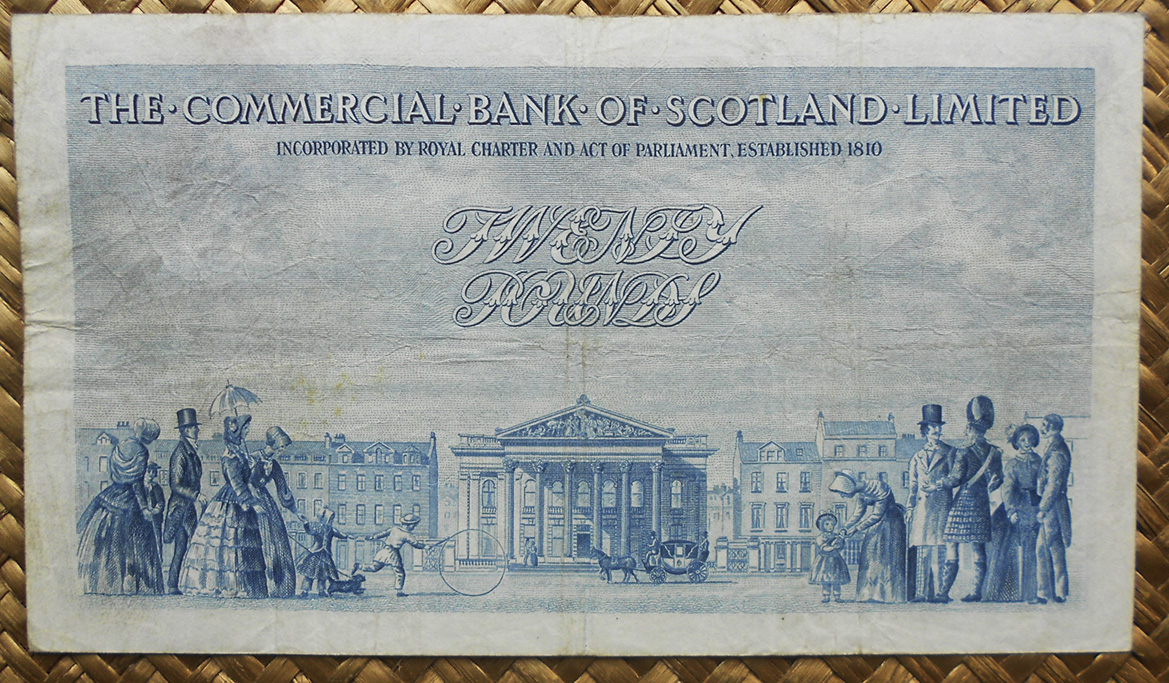 THE·COMMERCIAL·BANK·OF·SCOTLAND·LIMITED
INCORPORATED BY ROYAL CHARTER AND ACT OF PARLIAMENT, ESTABLISHED 1810
TWENTY
POUNDS